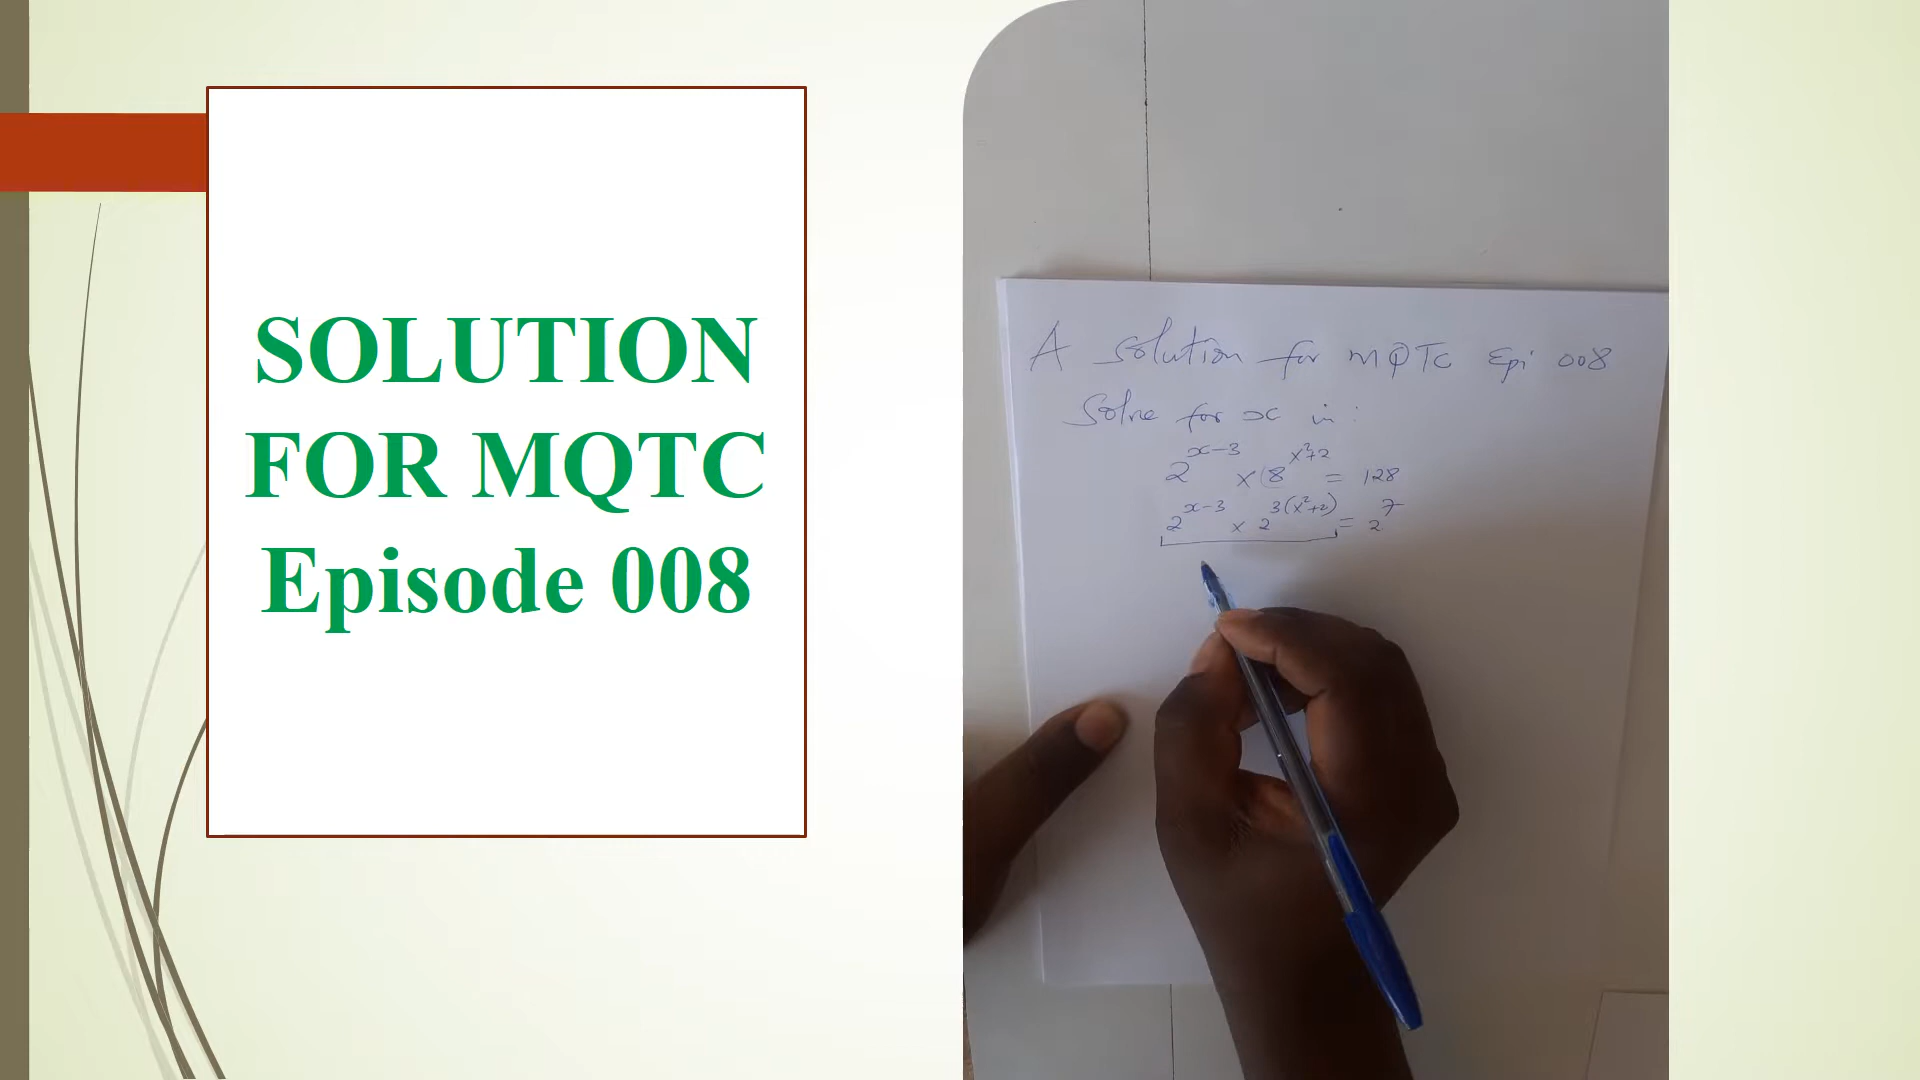 SOLUTION
FOR MQTC
Episode 008
A solution for MQTC Epi 008
Solve for x in :
2^{x-3} × 8^{x²+2} = 128
2^{x-3} × 2^{3(x²+2)} = 2^7